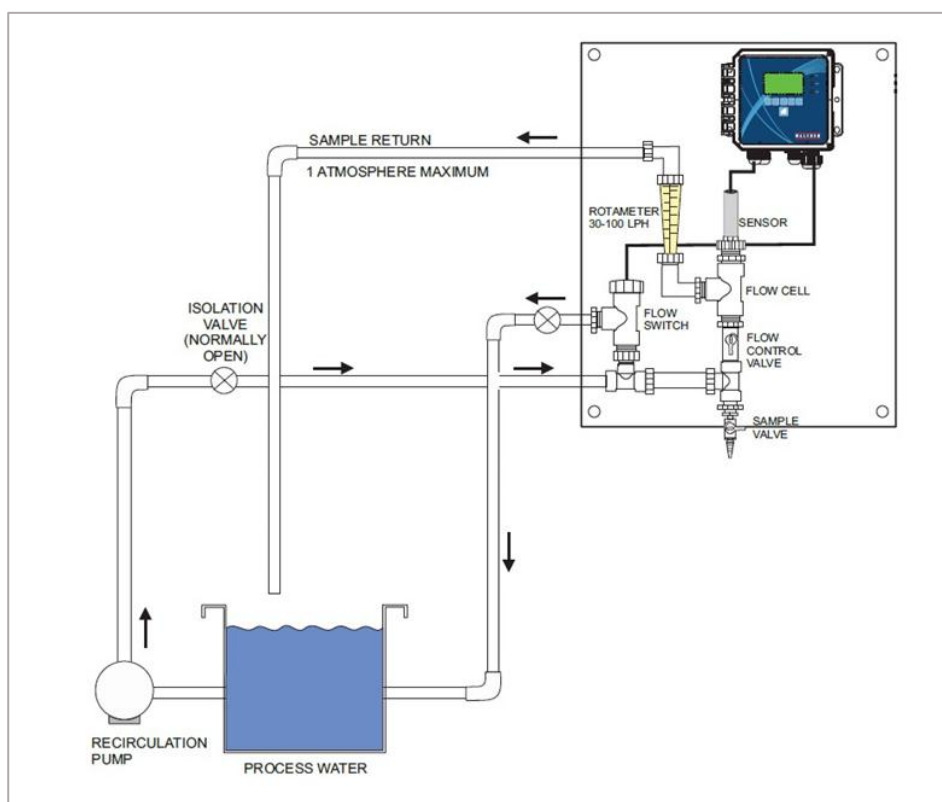 SAMPLE RETURN
1 ATMOSPHERE MAXIMUM
ROTAMETER
30-100 LPH
SENSOR
FLOW CELL
FLOW
SWITCH
FLOW
CONTROL
VALVE
SAMPLE
VALVE
ISOLATION
VALVE
(NORMALLY
OPEN)
RECIRCULATION
PUMP
PROCESS WATER